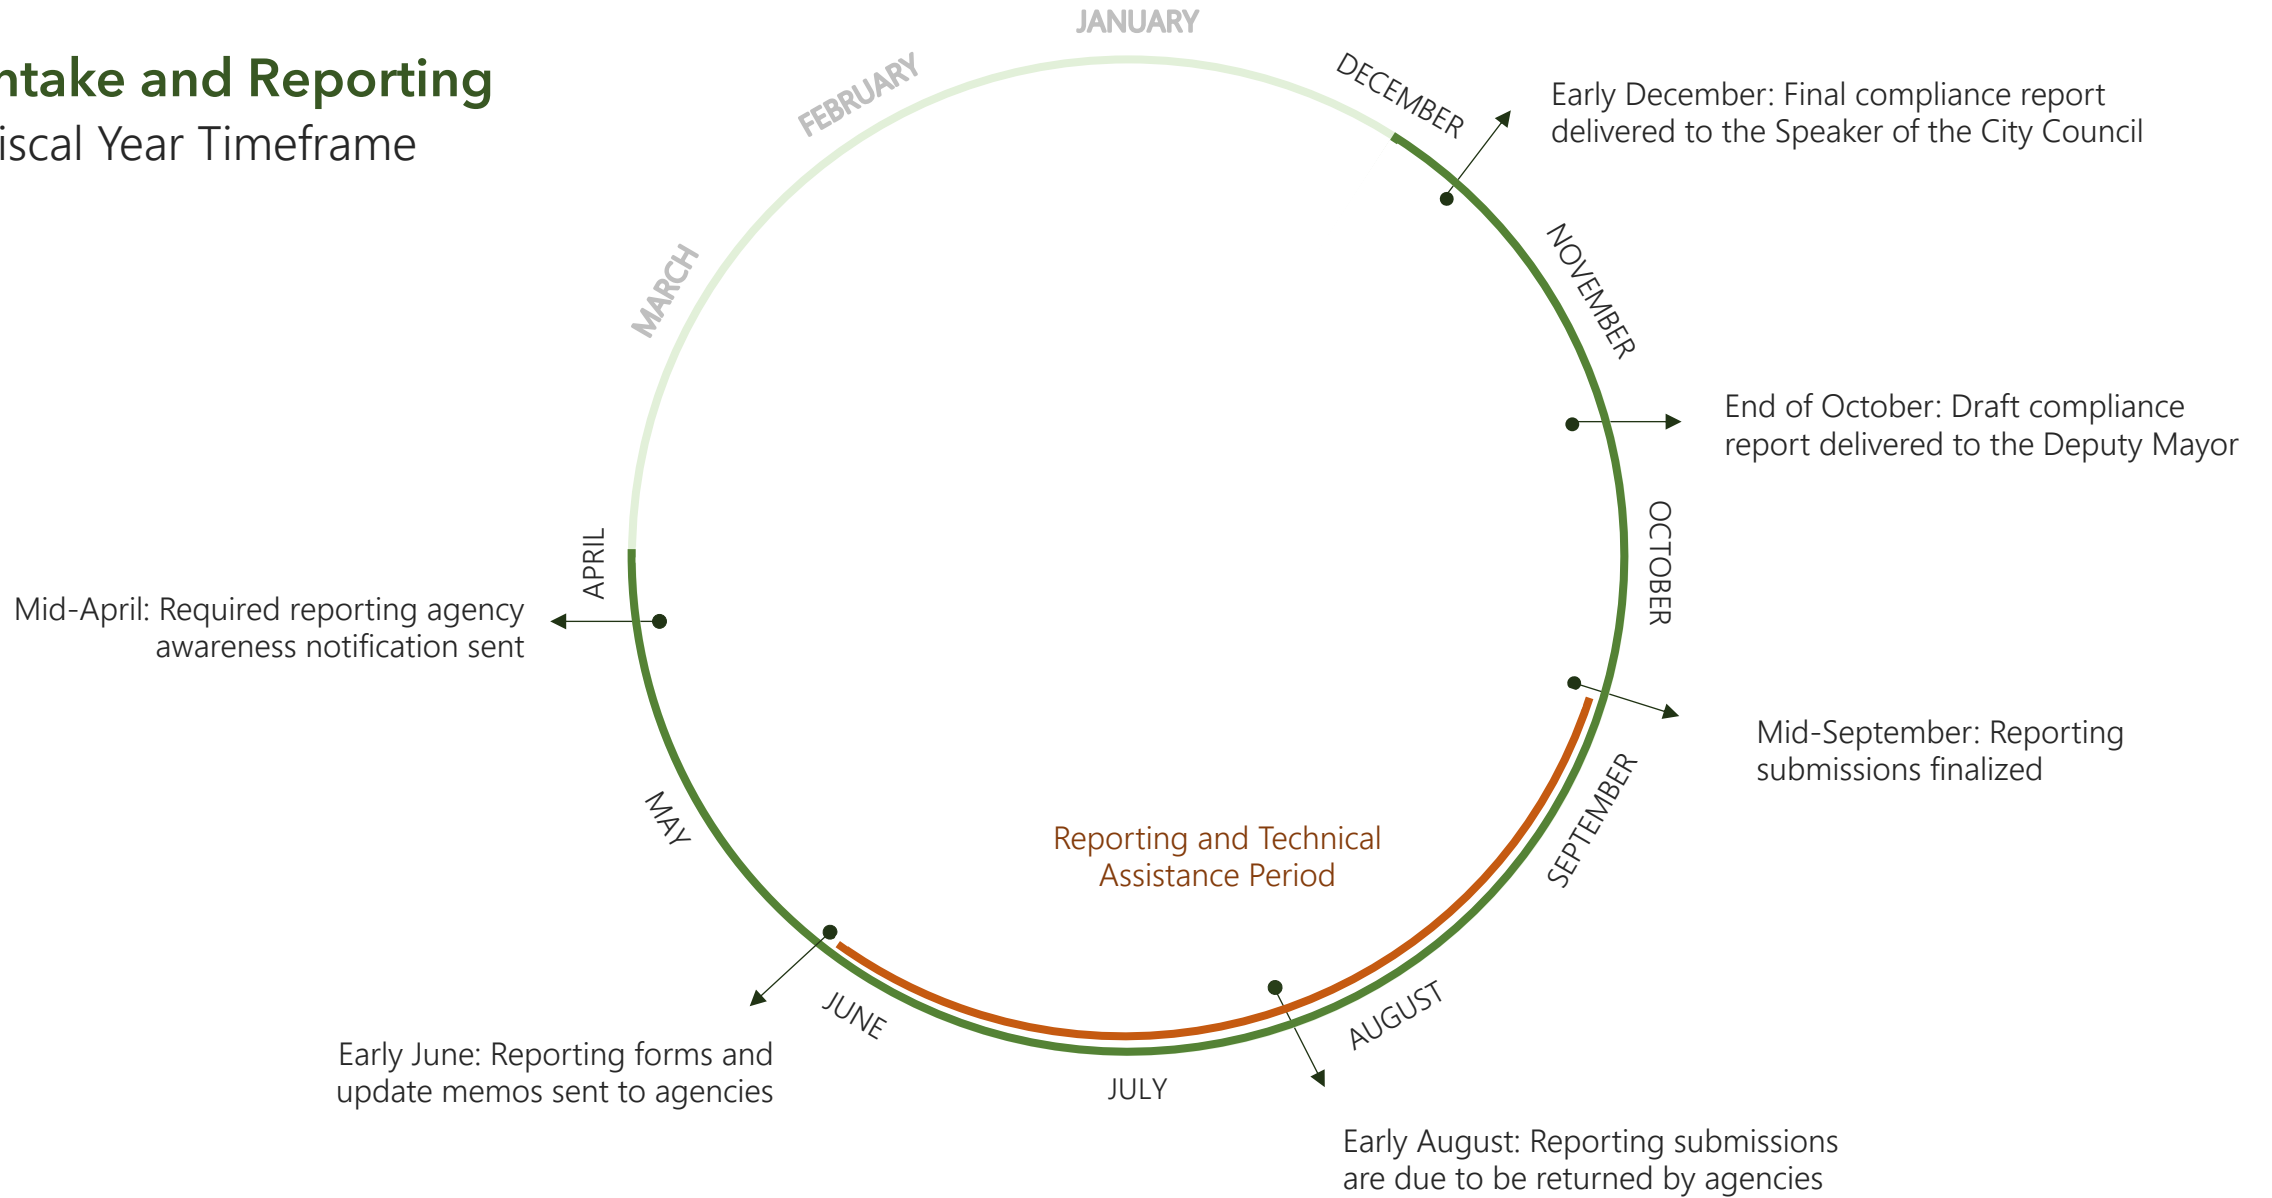 ntake and Reporting
iscal Year Timeframe
JANUARY
FEBRUARY
MARCH
APRIL
MAY
JUNE
JULY
AUGUST
SEPTEMBER
OCTOBER
NOVEMBER
DECEMBER
Early December: Final compliance report
delivered to the Speaker of the City Council
End of October: Draft compliance
report delivered to the Deputy Mayor
Mid-April: Required reporting agency
awareness notification sent
Mid-September: Reporting
submissions finalized
Reporting and Technical
Assistance Period
Early June: Reporting forms and
update memos sent to agencies
Early August: Reporting submissions
are due to be returned by agencies